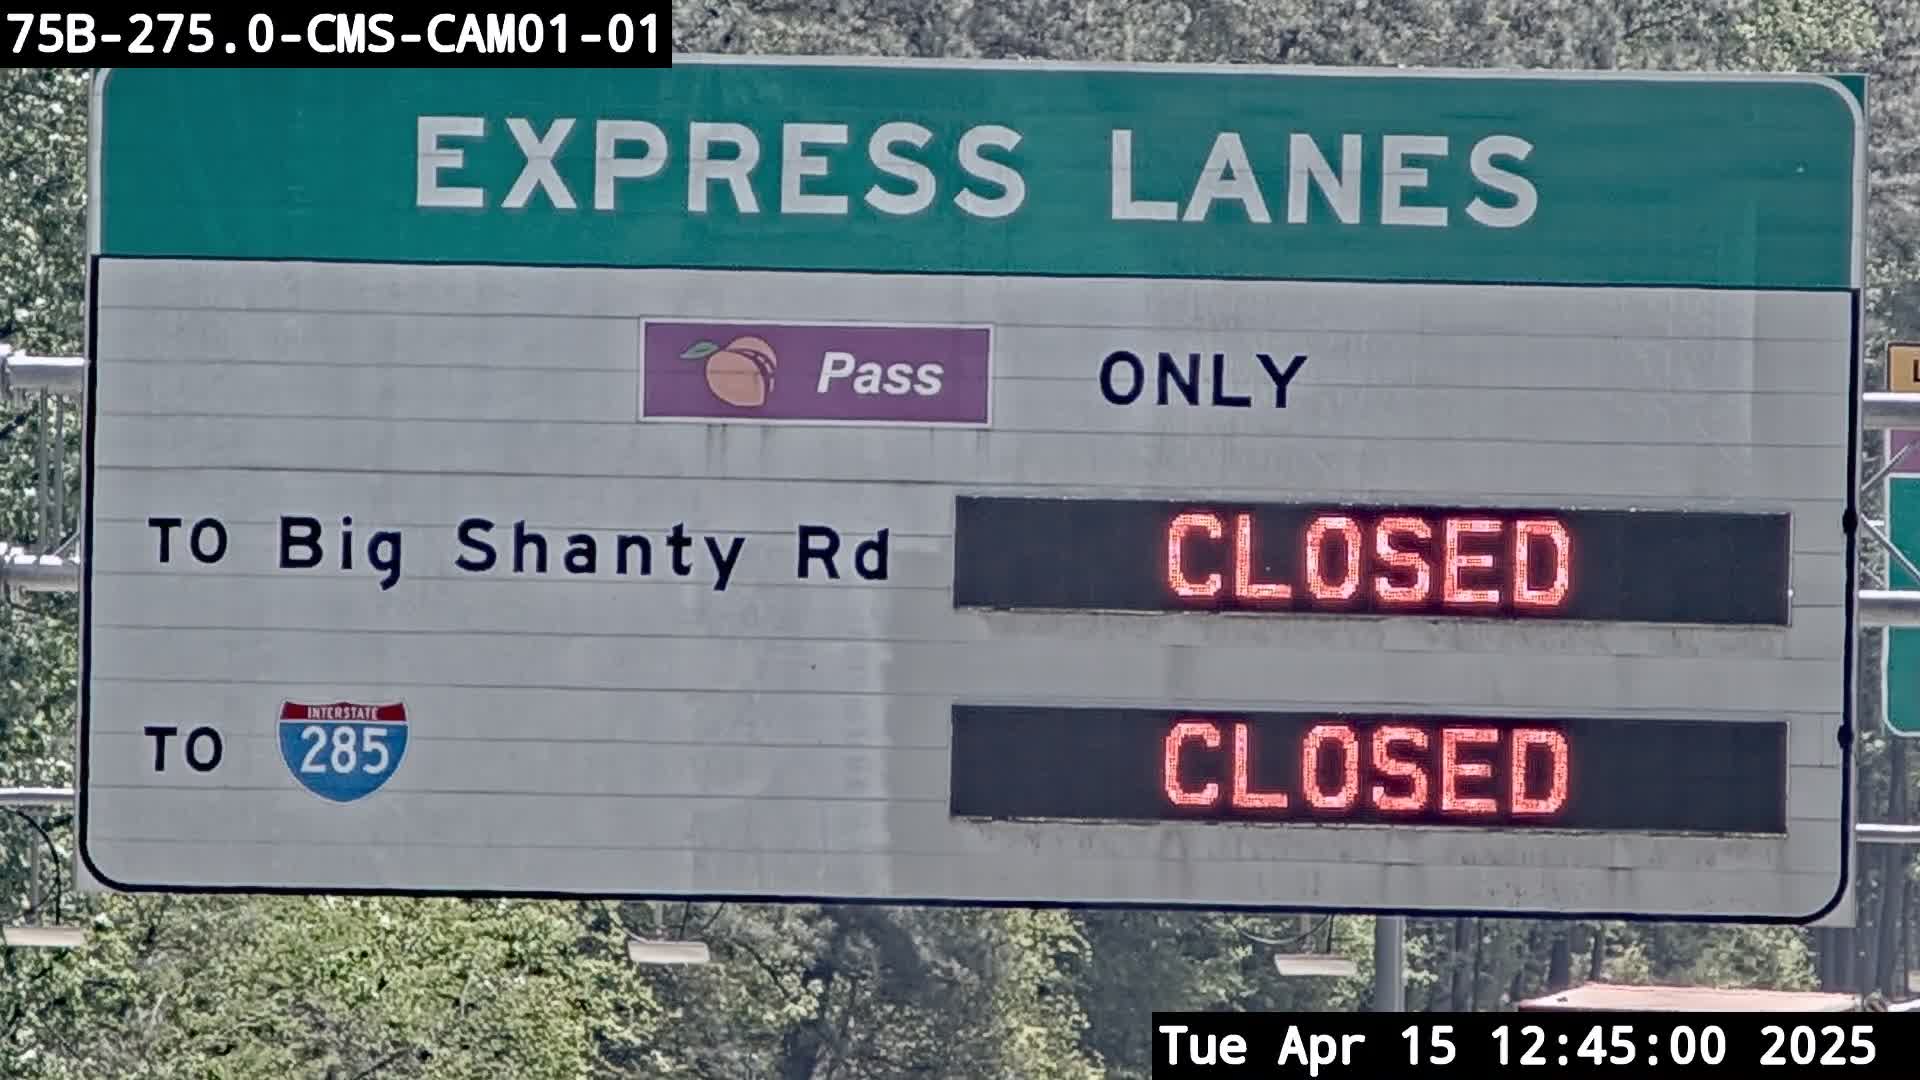 75B-275.0-CMS-CAM01-01
EXPRESS LANES
Pass ONLY
TO Big Shanty Rd CLOSED
TO INTERSTATE 285 CLOSED
Tue Apr 15 12:45:00 2025